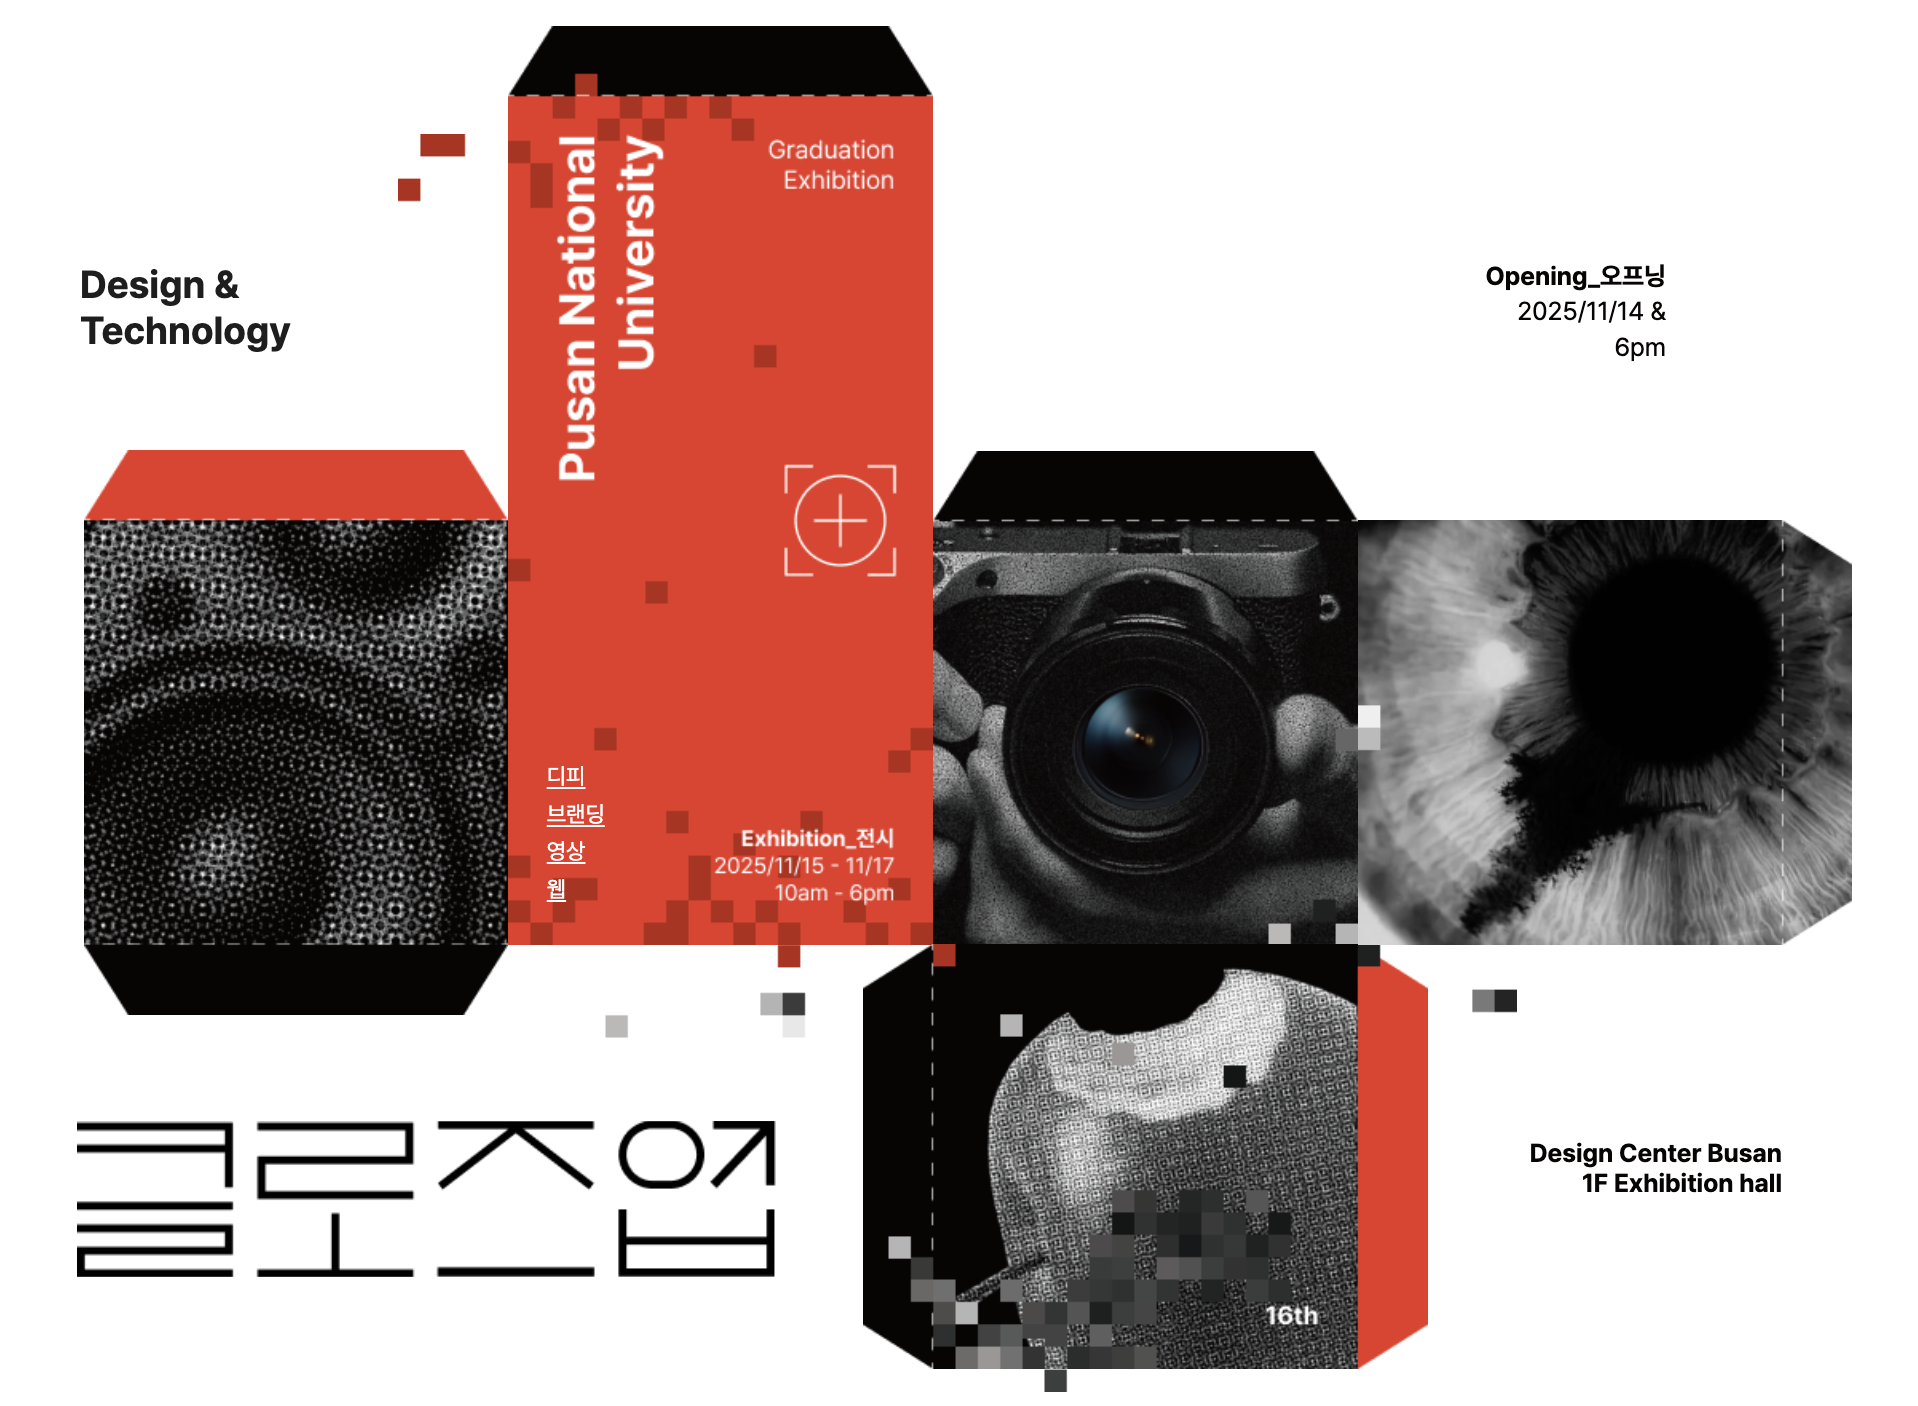 Design &
Technology
Pusan National
University
Graduation
Exhibition
Opening_오프닝
2025/11/14 &
6pm
디피
브랜딩
영상
웹
Exhibition_전시
2025/11/15 - 11/17
10am - 6pm
클로즈업
16th
Design Center Busan
1F Exhibition hall